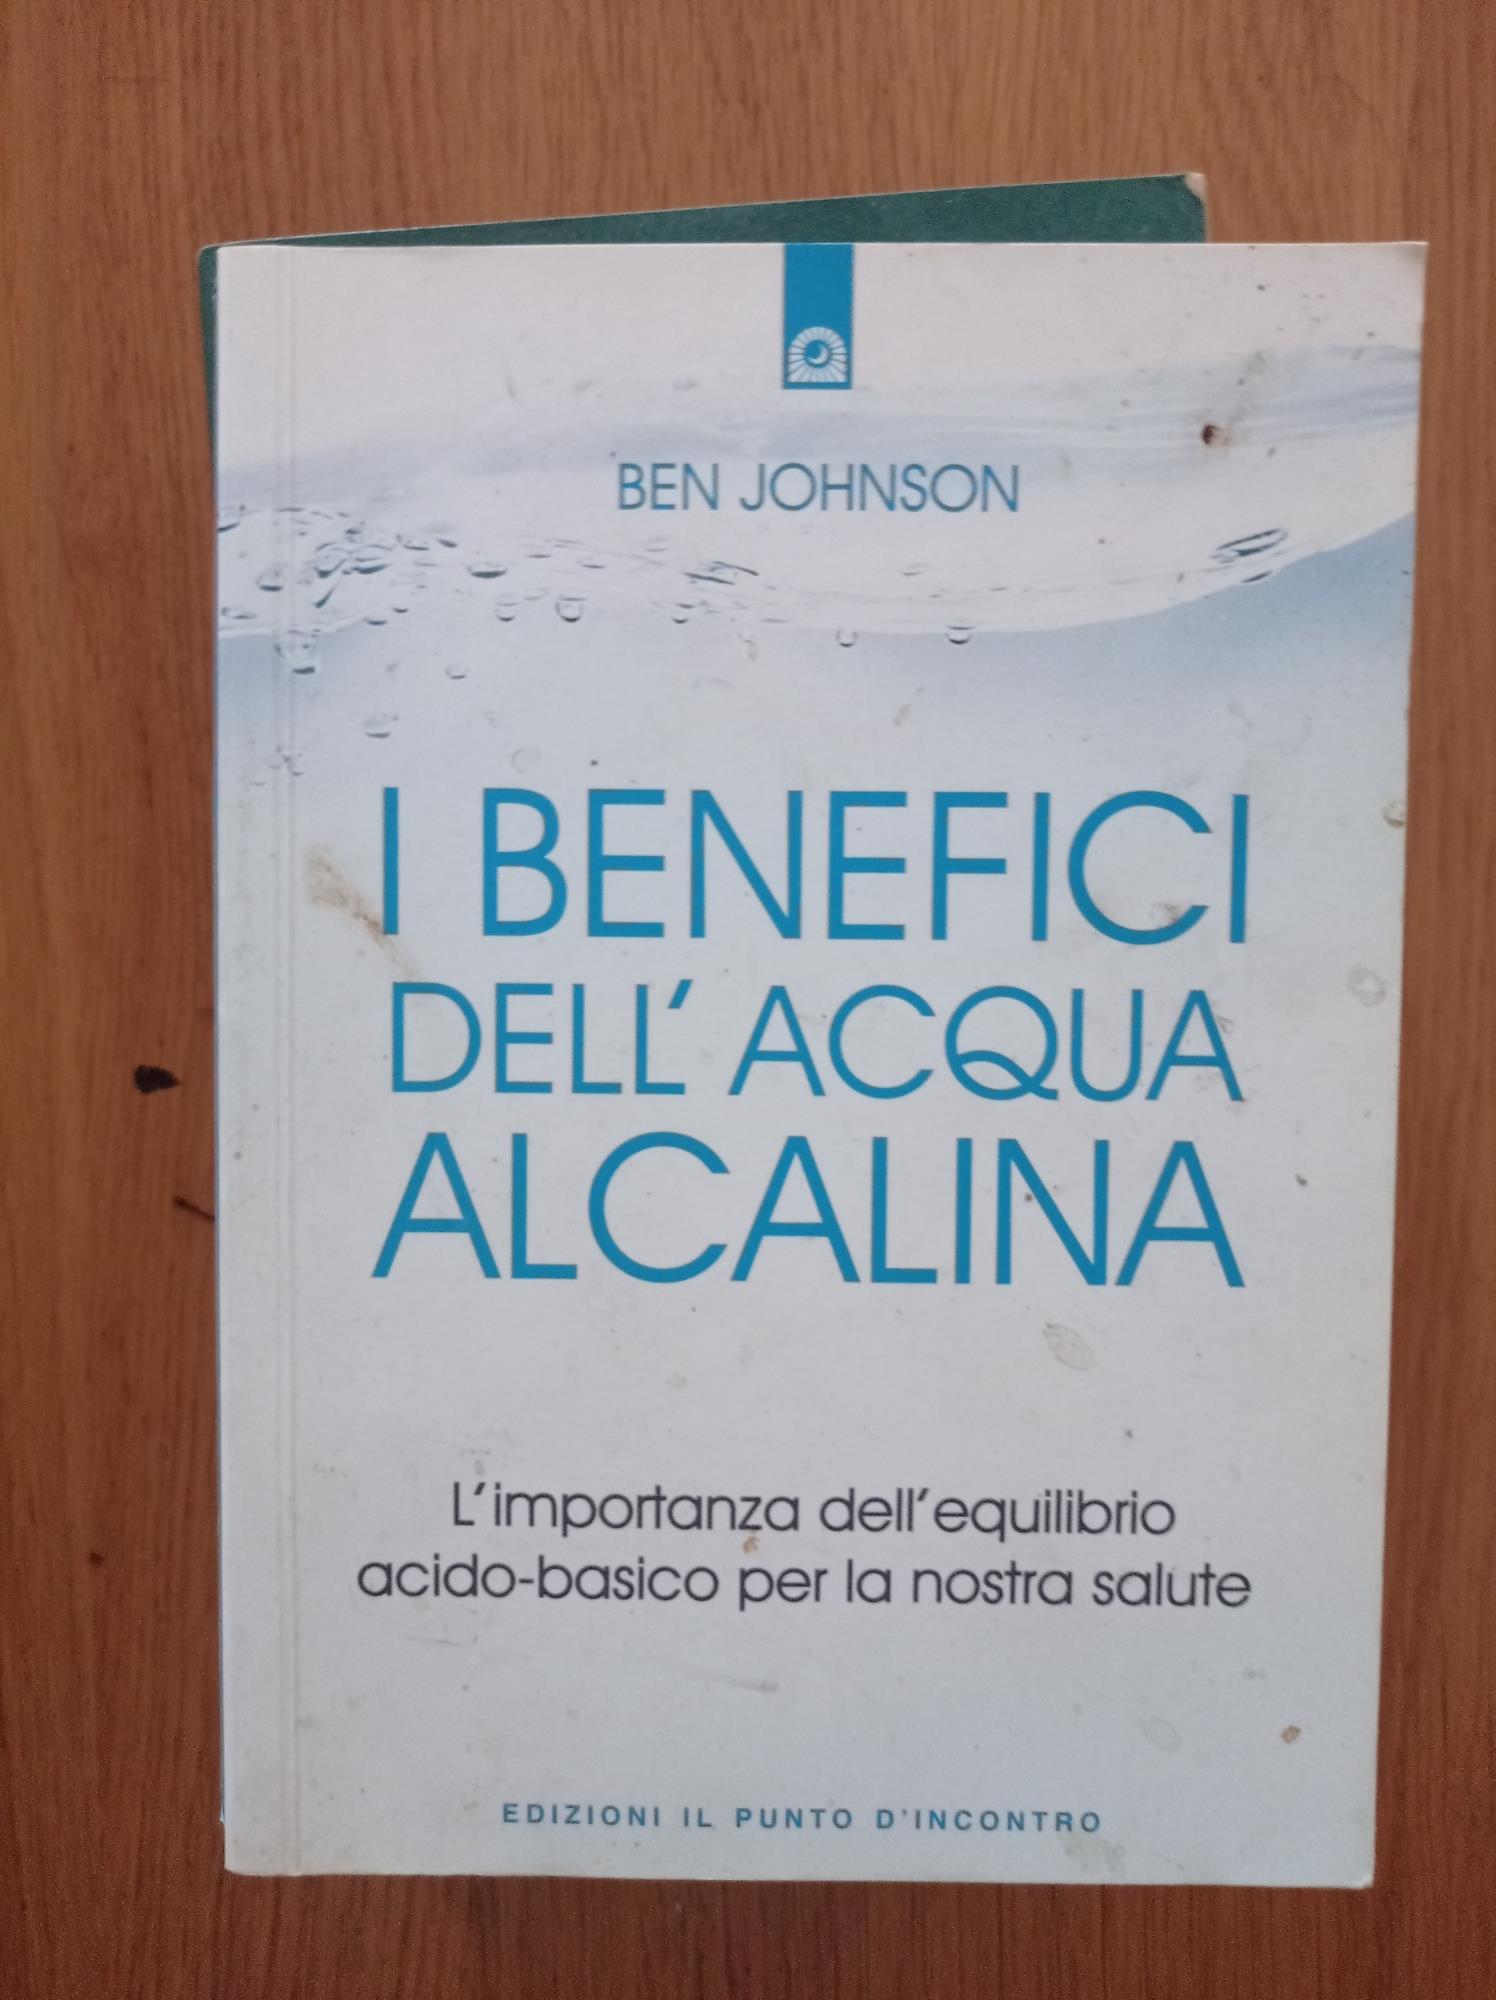 BEN JOHNSON
I BENEFICI
DELL'ACQUA
ALCALINA
L'importanza dell'equilibrio
acido-basico per la nostra salute
EDIZIONI IL PUNTO D'INCONTRO